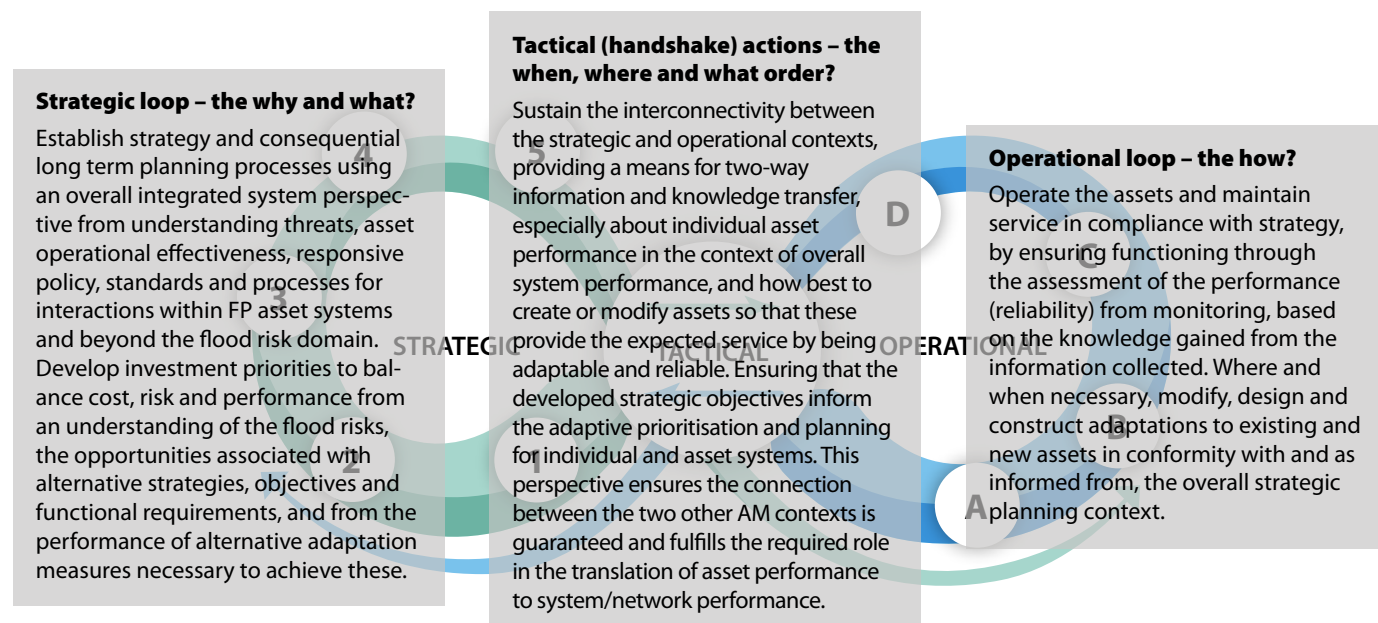 Strategic loop – the why and what?
Establish strategy and consequential
long term planning processes using
an overall integrated system perspec-
tive from understanding threats, asset
operational effectiveness, responsive
policy, standards and processes for
interactions within FP asset systems
and beyond the flood risk domain.
Develop investment priorities to bal-
ance cost, risk and performance from
an understanding of the flood risks,
the opportunities associated with
alternative strategies, objectives and
functional requirements, and from the
performance of alternative adaptation
measures necessary to achieve these.
Tactical (handshake) actions – the
when, where and what order?
Sustain the interconnectivity between
the strategic and operational contexts,
providing a means for two-way
information and knowledge transfer,
especially about individual asset
performance in the context of overall
system performance, and how best to
create or modify assets so that these
provide the expected service by being
adaptable and reliable. Ensuring that the
developed strategic objectives inform
the adaptive prioritisation and planning
for individual and asset systems. This
perspective ensures the connection
between the two other AM contexts is
guaranteed and fulfills the required role
in the translation of asset performance
to system/network performance.
Operational loop – the how?
Operate the assets and maintain
service in compliance with strategy,
by ensuring functioning through
the assessment of the performance
(reliability) from monitoring, based
on the knowledge gained from the
information collected. Where and
when necessary, modify, design and
construct adaptations to existing and
new assets in conformity with and as
informed from, the overall strategic
planning context.
STRATEGIC
TACTICAL
OPERATIONAL
4
5
3
2
1
D
C
B
A